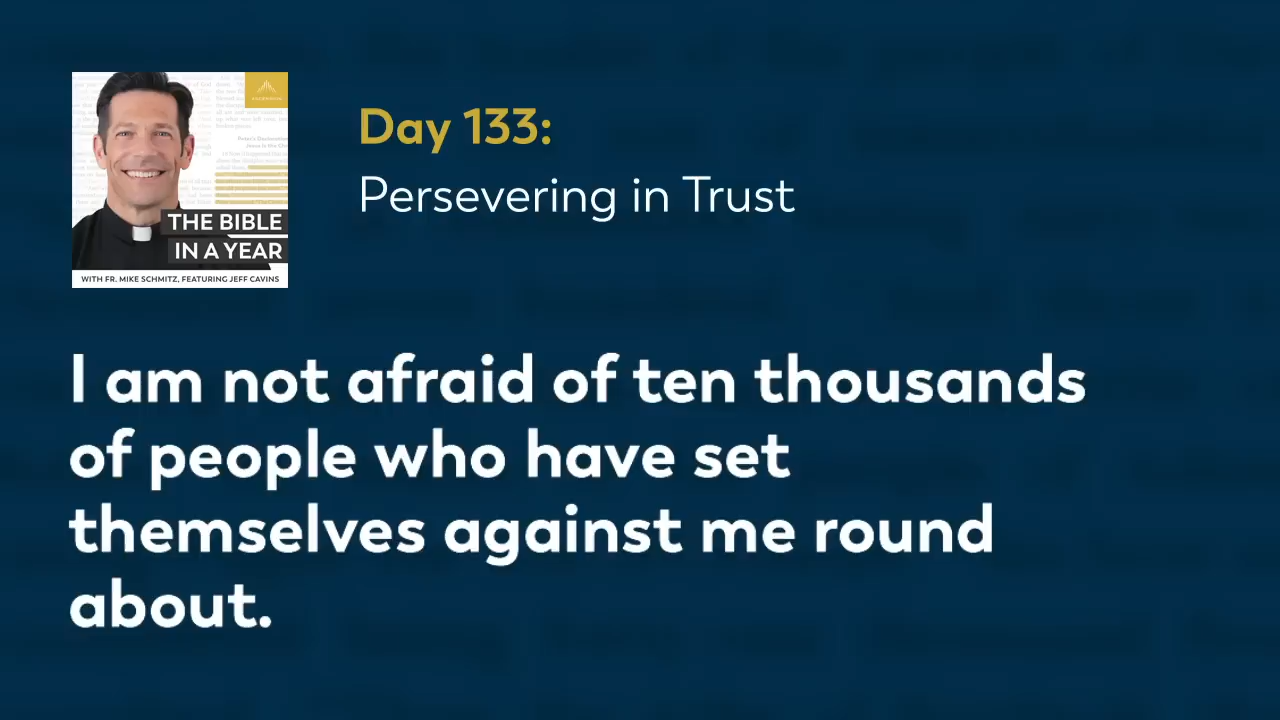 Day 133:
Persevering in Trust
THE BIBLE
IN A YEAR
WITH FR. MIKE SCHMITZ, FEATURING JEFF CAVINS
I am not afraid of ten thousands
of people who have set
themselves against me round
about.